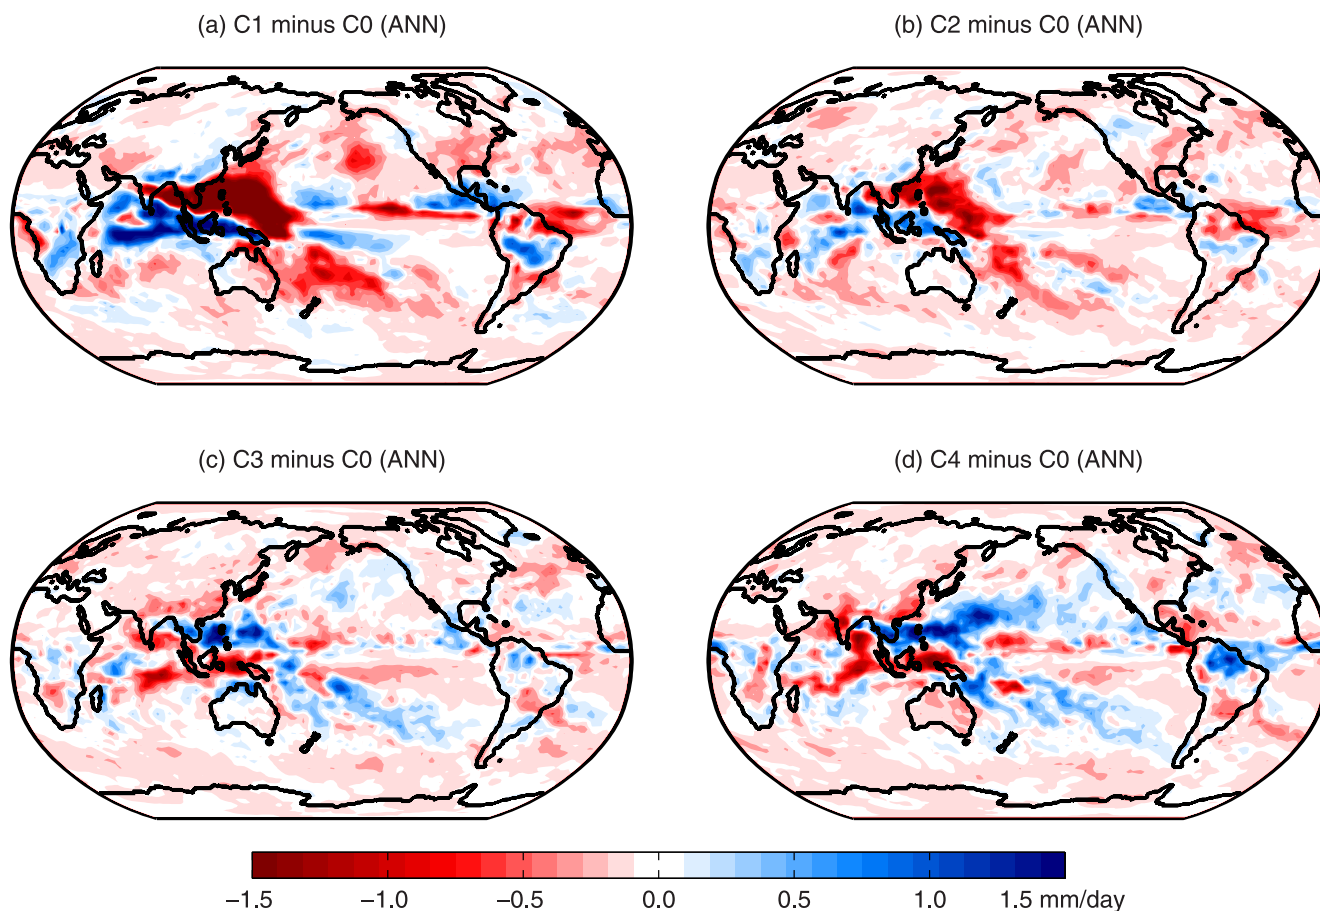 (a) C1 minus C0 (ANN)
(b) C2 minus C0 (ANN)
(c) C3 minus C0 (ANN)
(d) C4 minus C0 (ANN)
−1.5 −1.0 −0.5 0.0 0.5 1.0 1.5 mm/day